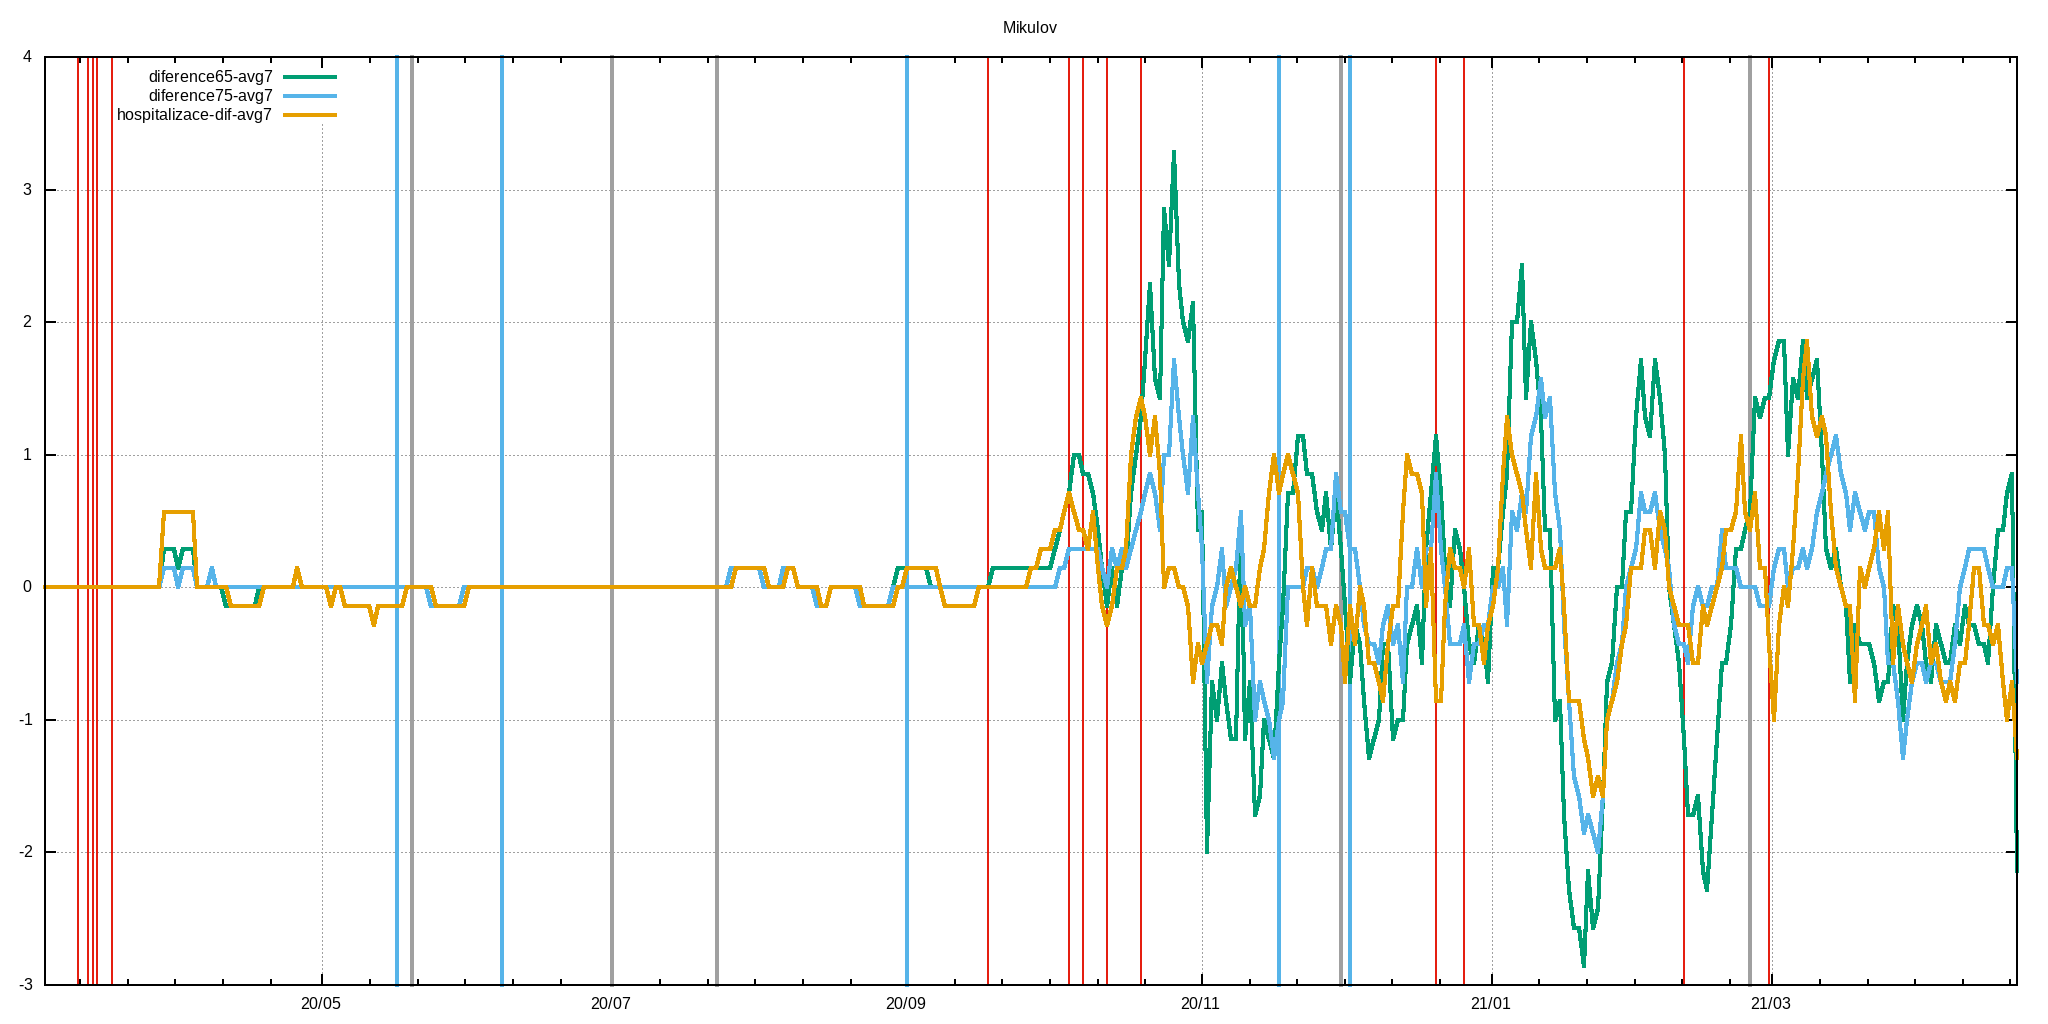 Mikulov
4
diference65-avg7
diference75-avg7
hospitalizace-dif-avg7
3
2
1
0
-1
-2
-3
20/05 20/07 20/09 20/11 21/01 21/03